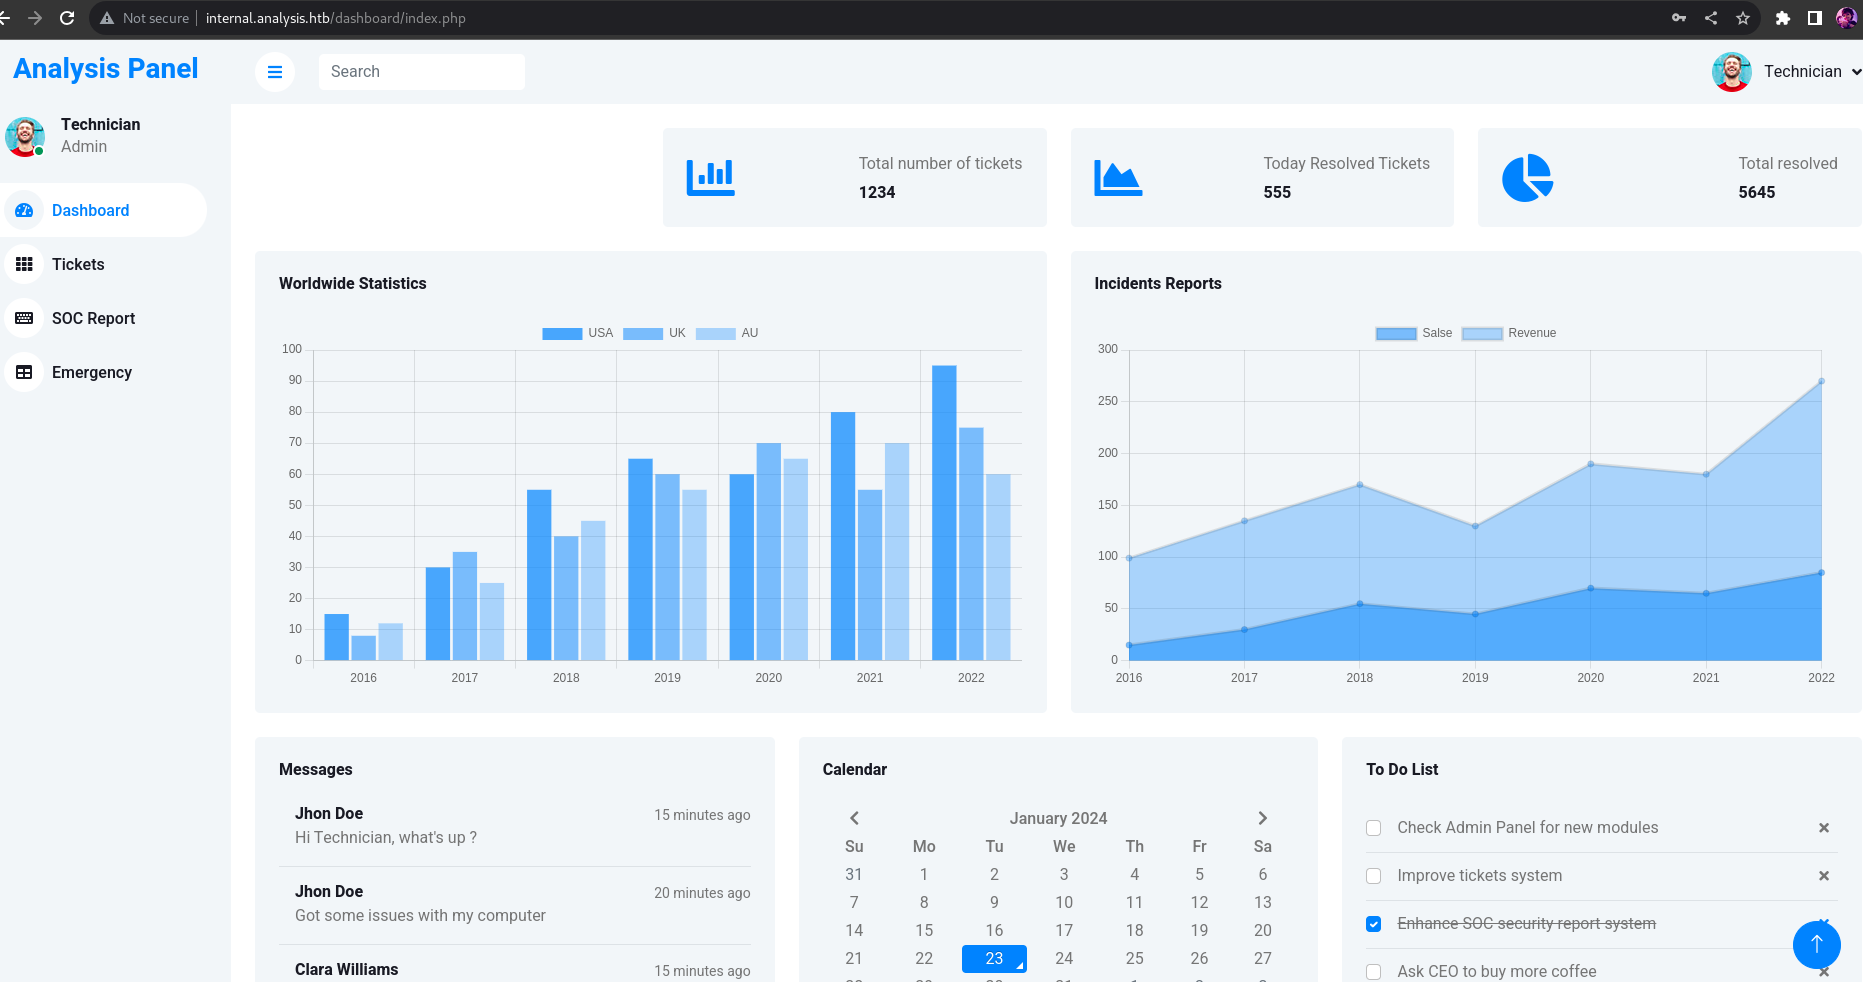 Not secure internal.analysis.htb/dashboard/index.php
Analysis Panel
Search
Technician
Technician
Admin
Dashboard
Tickets
SOC Report
Emergency
Total number of tickets
1234
Today Resolved Tickets
555
Total resolved
5645
Worldwide Statistics
USA UK AU
100
90
80
70
60
50
40
30
20
10
0
2016 2017 2018 2019 2020 2021 2022
Incidents Reports
Salse Revenue
300
250
200
150
100
50
0
2016 2017 2018 2019 2020 2021 2022
Messages
Jhon Doe 15 minutes ago
Hi Technician, what's up ?
Jhon Doe 20 minutes ago
Got some issues with my computer
Clara Williams 15 minutes ago
Calendar
January 2024
Su Mo Tu We Th Fr Sa
31 1 2 3 4 5 6
7 8 9 10 11 12 13
14 15 16 17 18 19 20
21 22 23 24 25 26 27
To Do List
Check Admin Panel for new modules
Improve tickets system
Enhance SOC security report system
Ask CEO to buy more coffee